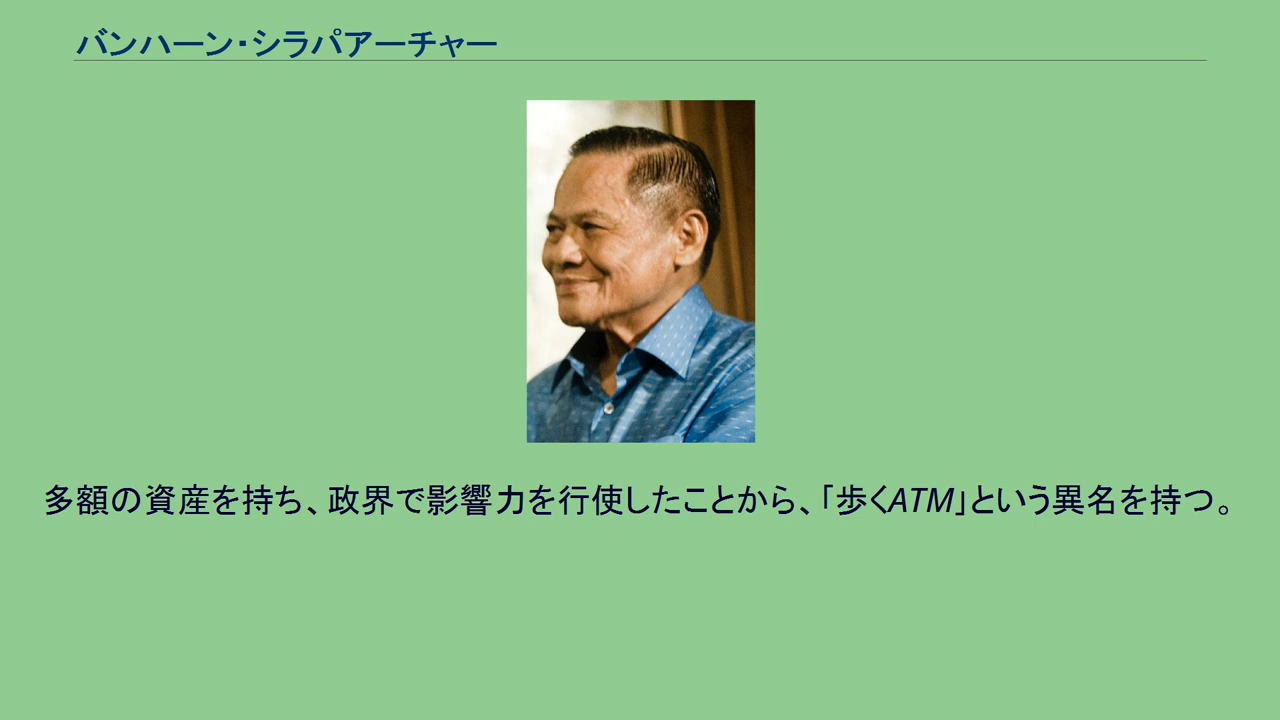 バンハーン・シラパアーチャー
多額の資産を持ち、政界で影響力を行使したことから、「歩くATM」という異名を持つ。